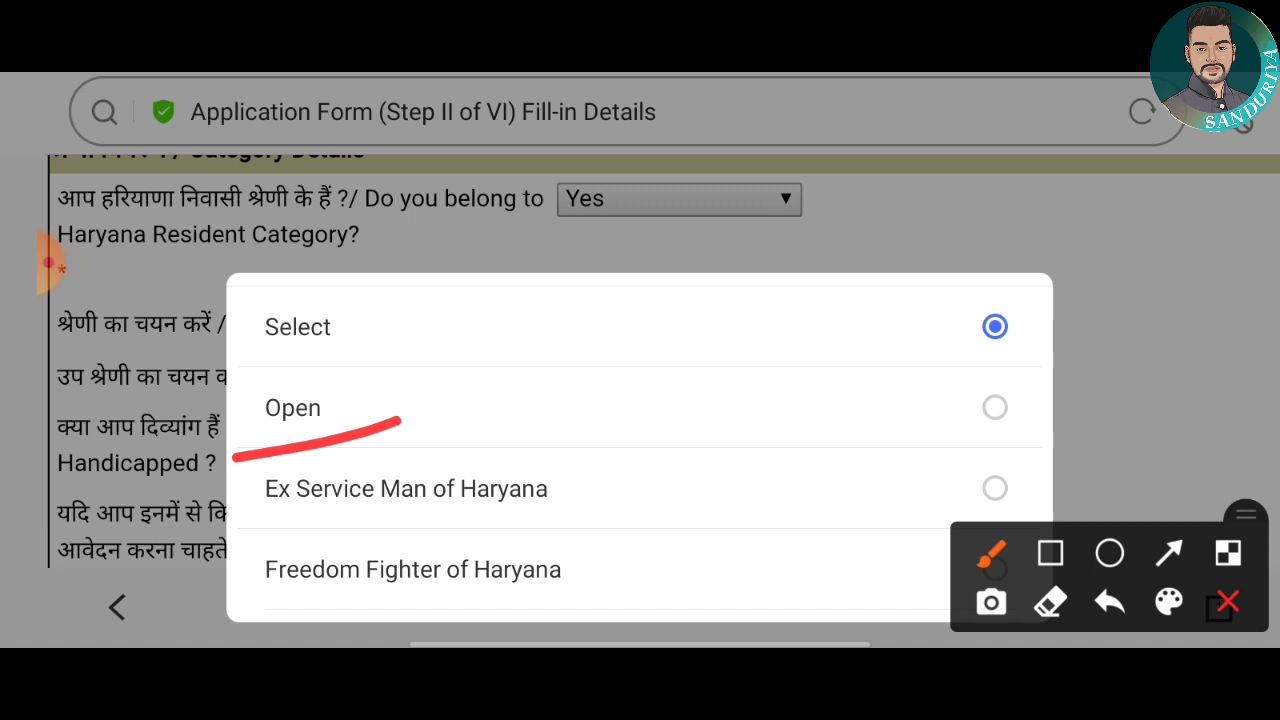 SANDURIYA
Application Form (Step II of VI) Fill-in Details
/ Category Details
आप हरियाणा निवासी श्रेणी के हैं ?/ Do you belong to
Haryana Resident Category?
Yes
*
श्रेणी का चयन करें /
उप श्रेणी का चयन
क्या आप दिव्यांग हैं
Handicapped ?
यदि आप इनमें से
आवेदन करना चाहते
Select
Open
Ex Service Man of Haryana
Freedom Fighter of Haryana